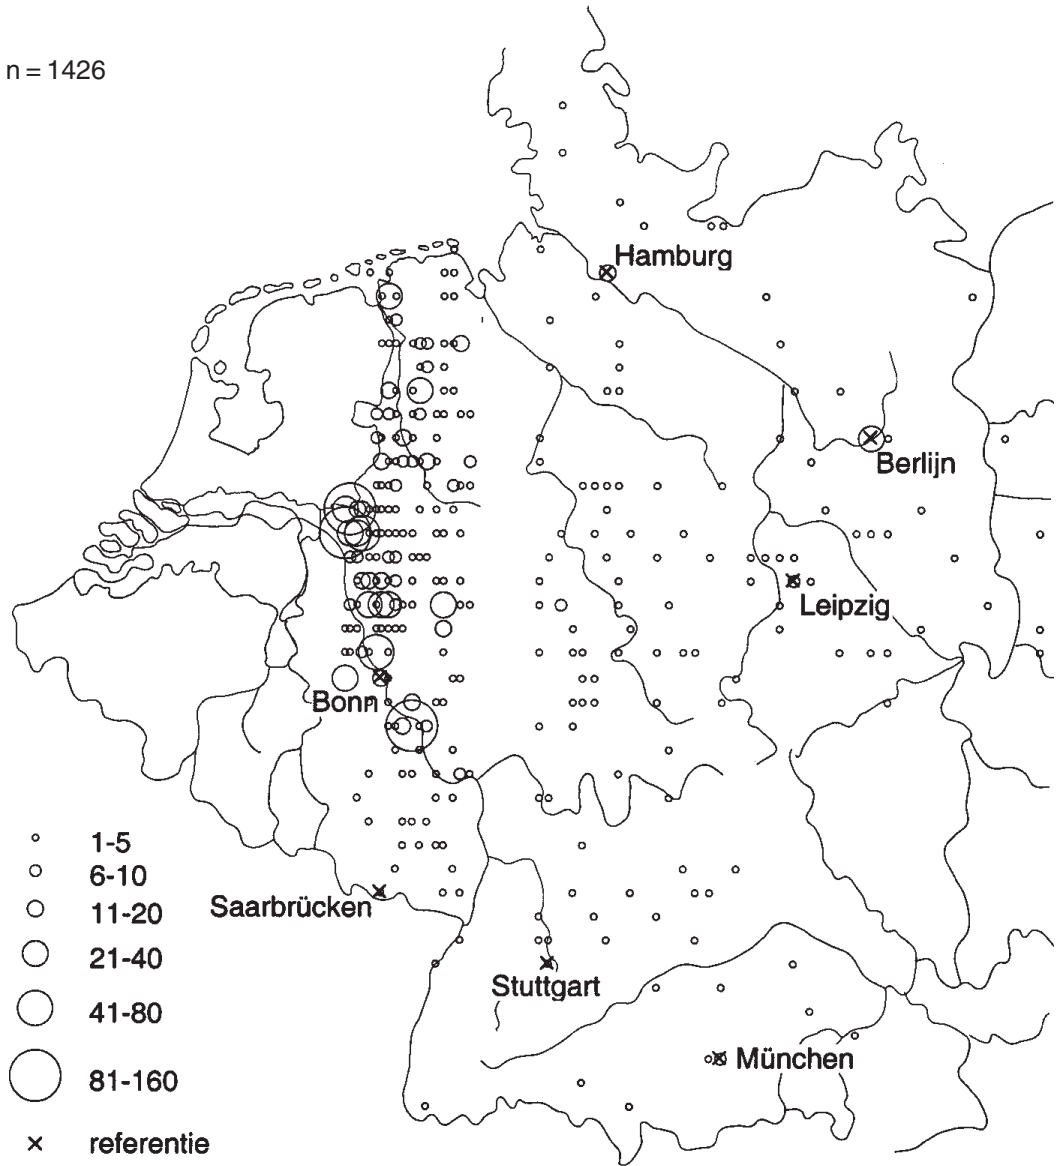 n = 1426
Hamburg
Berlijn
Leipzig
Bonn
Saarbrücken
Stuttgart
München
1-5
6-10
11-20
21-40
41-80
81-160
referentie